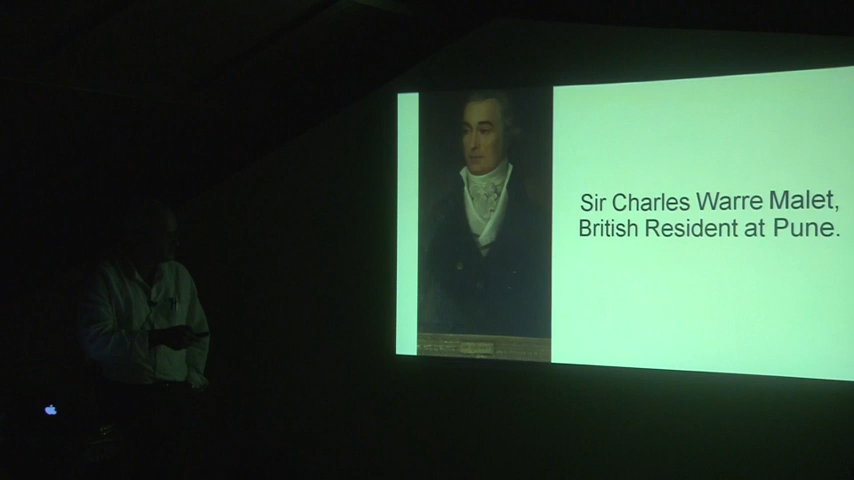 Sir Charles Warre Malet,
British Resident at Pune.